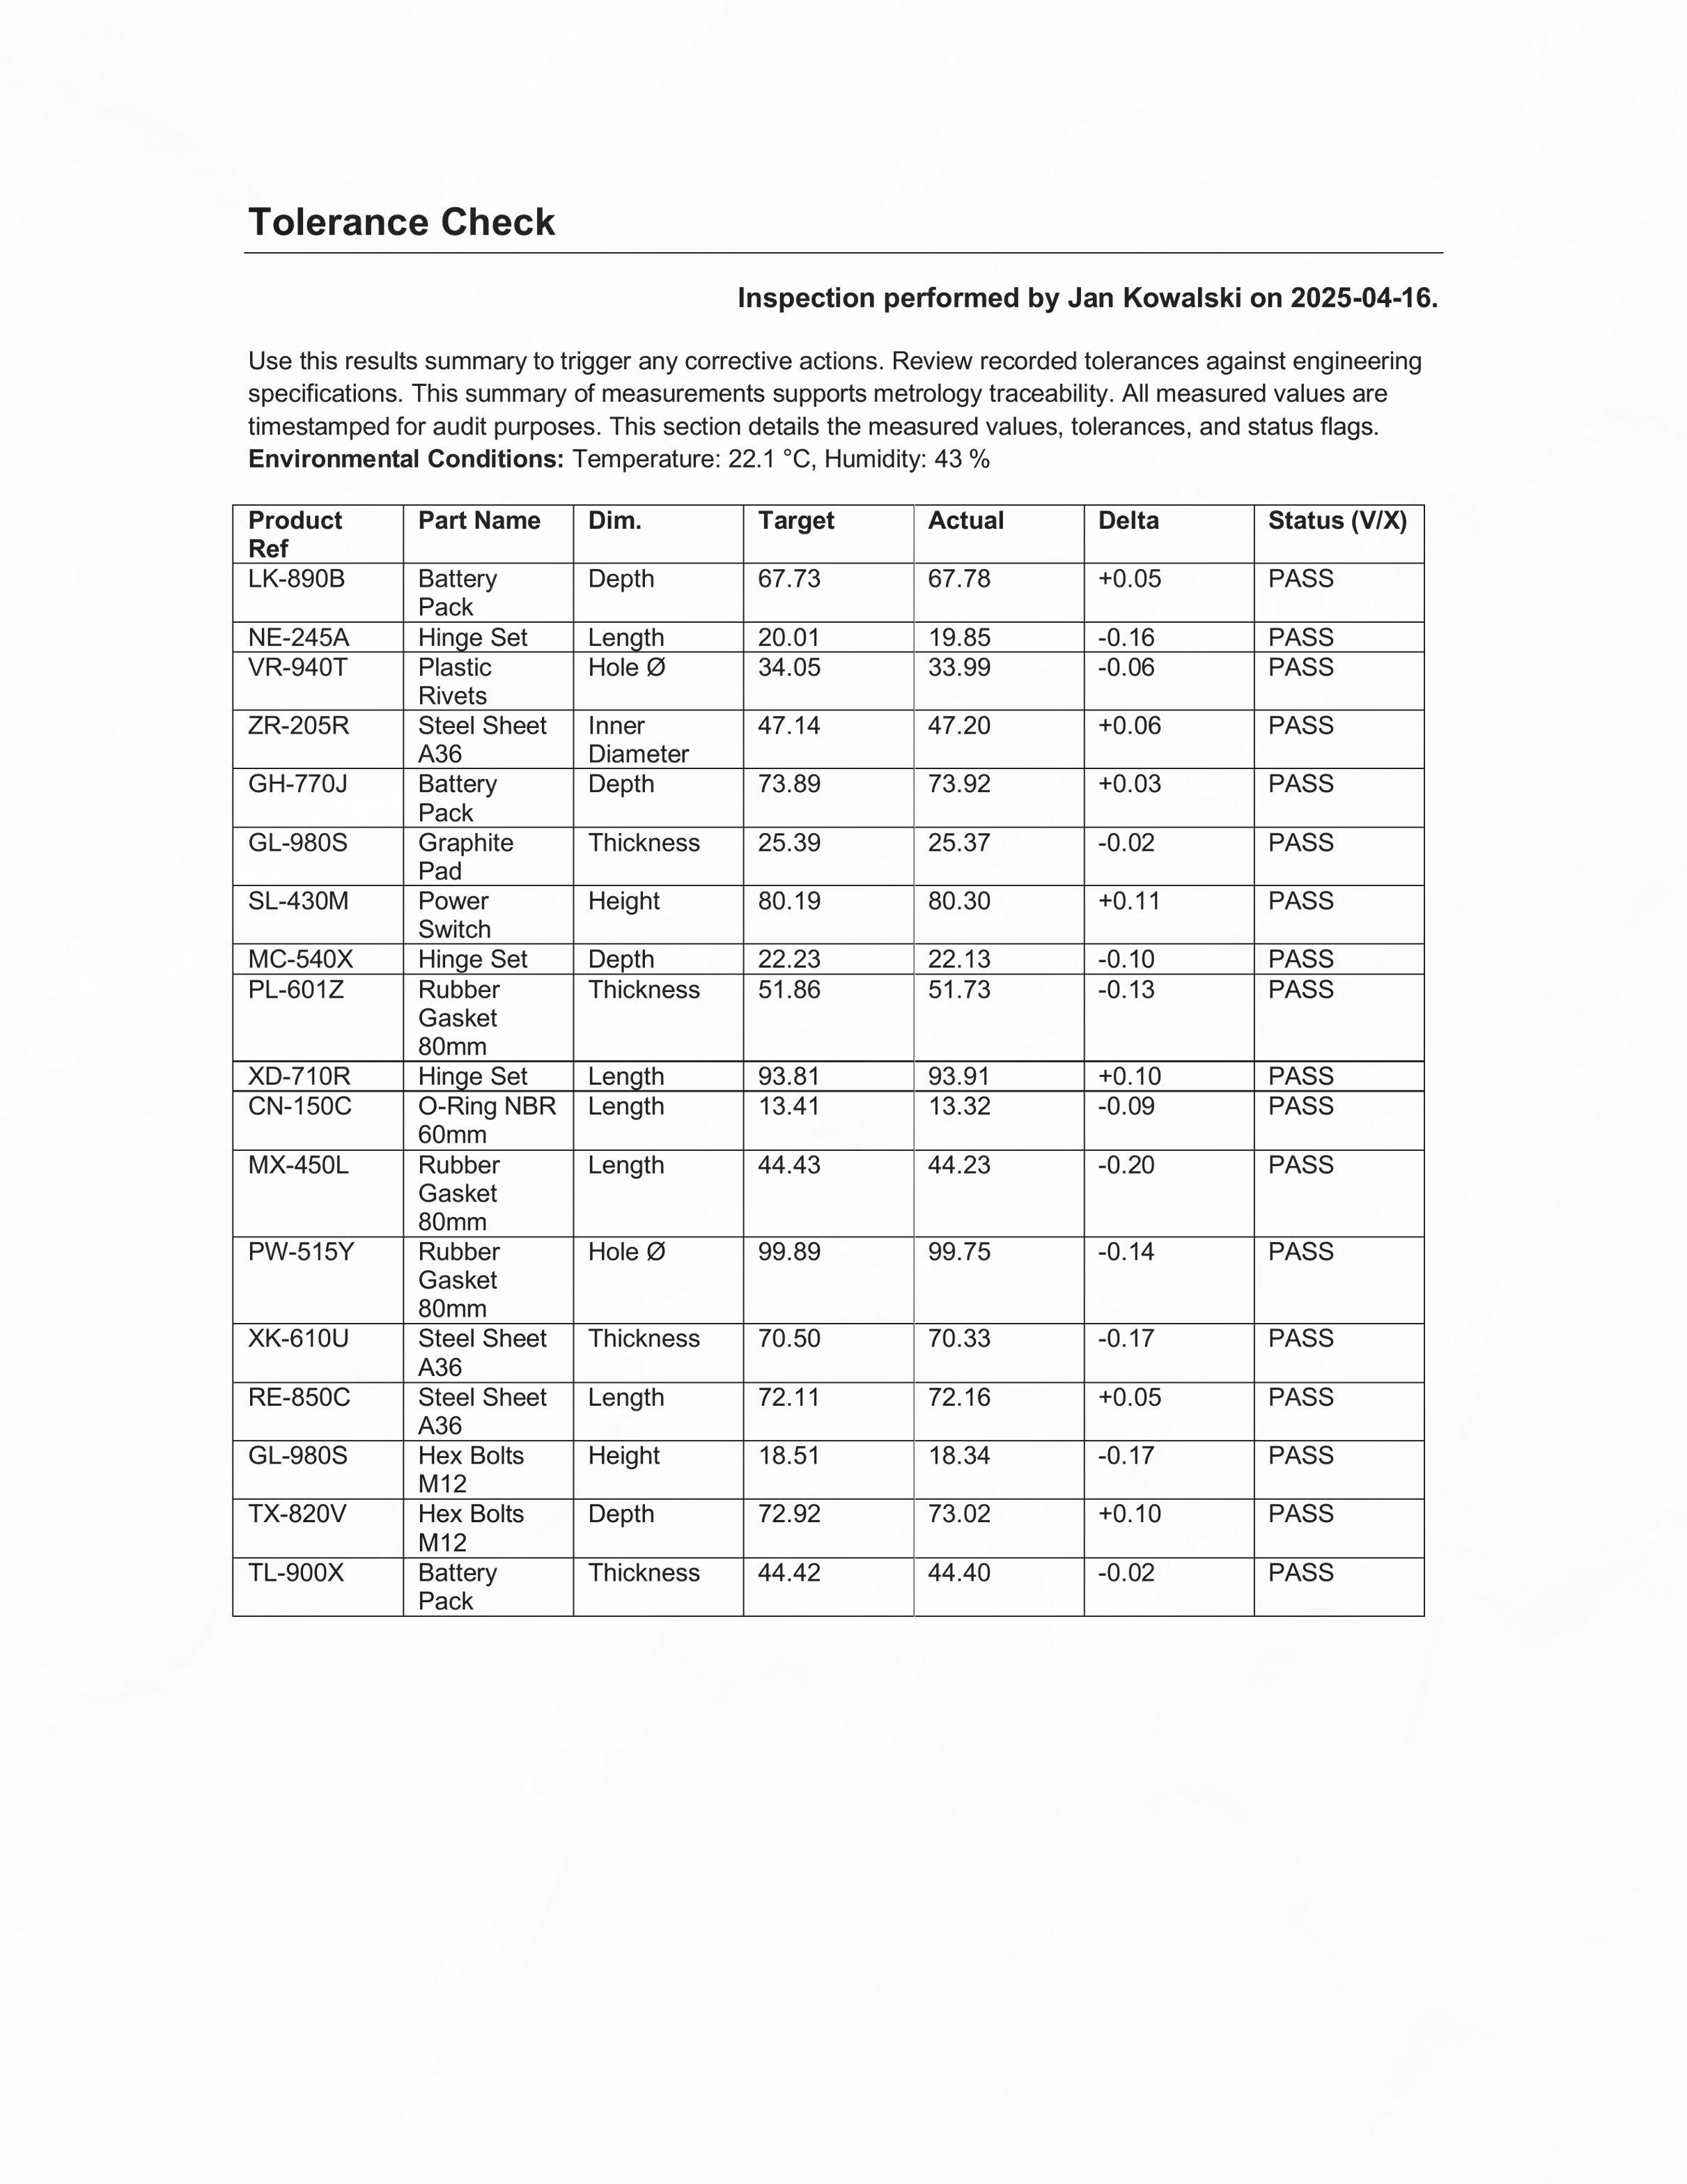 Tolerance Check
Inspection performed by Jan Kowalski on 2025-04-16.
Use this results summary to trigger any corrective actions. Review recorded tolerances against engineering
specifications. This summary of measurements supports metrology traceability. All measured values are
timestamped for audit purposes. This section details the measured values, tolerances, and status flags.
Environmental Conditions: Temperature: 22.1 °C, Humidity: 43 %
Product Ref | Part Name | Dim. | Target | Actual | Delta | Status (V/X)
LK-890B | Battery Pack | Depth | 67.73 | 67.78 | +0.05 | PASS
NE-245A | Hinge Set | Length | 20.01 | 19.85 | -0.16 | PASS
VR-940T | Plastic Rivets | Hole Ø | 34.05 | 33.99 | -0.06 | PASS
ZR-205R | Steel Sheet A36 | Inner Diameter | 47.14 | 47.20 | +0.06 | PASS
GH-770J | Battery Pack | Depth | 73.89 | 73.92 | +0.03 | PASS
GL-980S | Graphite Pad | Thickness | 25.39 | 25.37 | -0.02 | PASS
SL-430M | Power Switch | Height | 80.19 | 80.30 | +0.11 | PASS
MC-540X | Hinge Set | Depth | 22.23 | 22.13 | -0.10 | PASS
PL-601Z | Rubber Gasket 80mm | Thickness | 51.86 | 51.73 | -0.13 | PASS
XD-710R | Hinge Set | Length | 93.81 | 93.91 | +0.10 | PASS
CN-150C | O-Ring NBR 60mm | Length | 13.41 | 13.32 | -0.09 | PASS
MX-450L | Rubber Gasket 80mm | Length | 44.43 | 44.23 | -0.20 | PASS
PW-515Y | Rubber Gasket 80mm | Hole Ø | 99.89 | 99.75 | -0.14 | PASS
XK-610U | Steel Sheet A36 | Thickness | 70.50 | 70.33 | -0.17 | PASS
RE-850C | Steel Sheet A36 | Length | 72.11 | 72.16 | +0.05 | PASS
GL-980S | Hex Bolts M12 | Height | 18.51 | 18.34 | -0.17 | PASS
TX-820V | Hex Bolts M12 | Depth | 72.92 | 73.02 | +0.10 | PASS
TL-900X | Battery Pack | Thickness | 44.42 | 44.40 | -0.02 | PASS